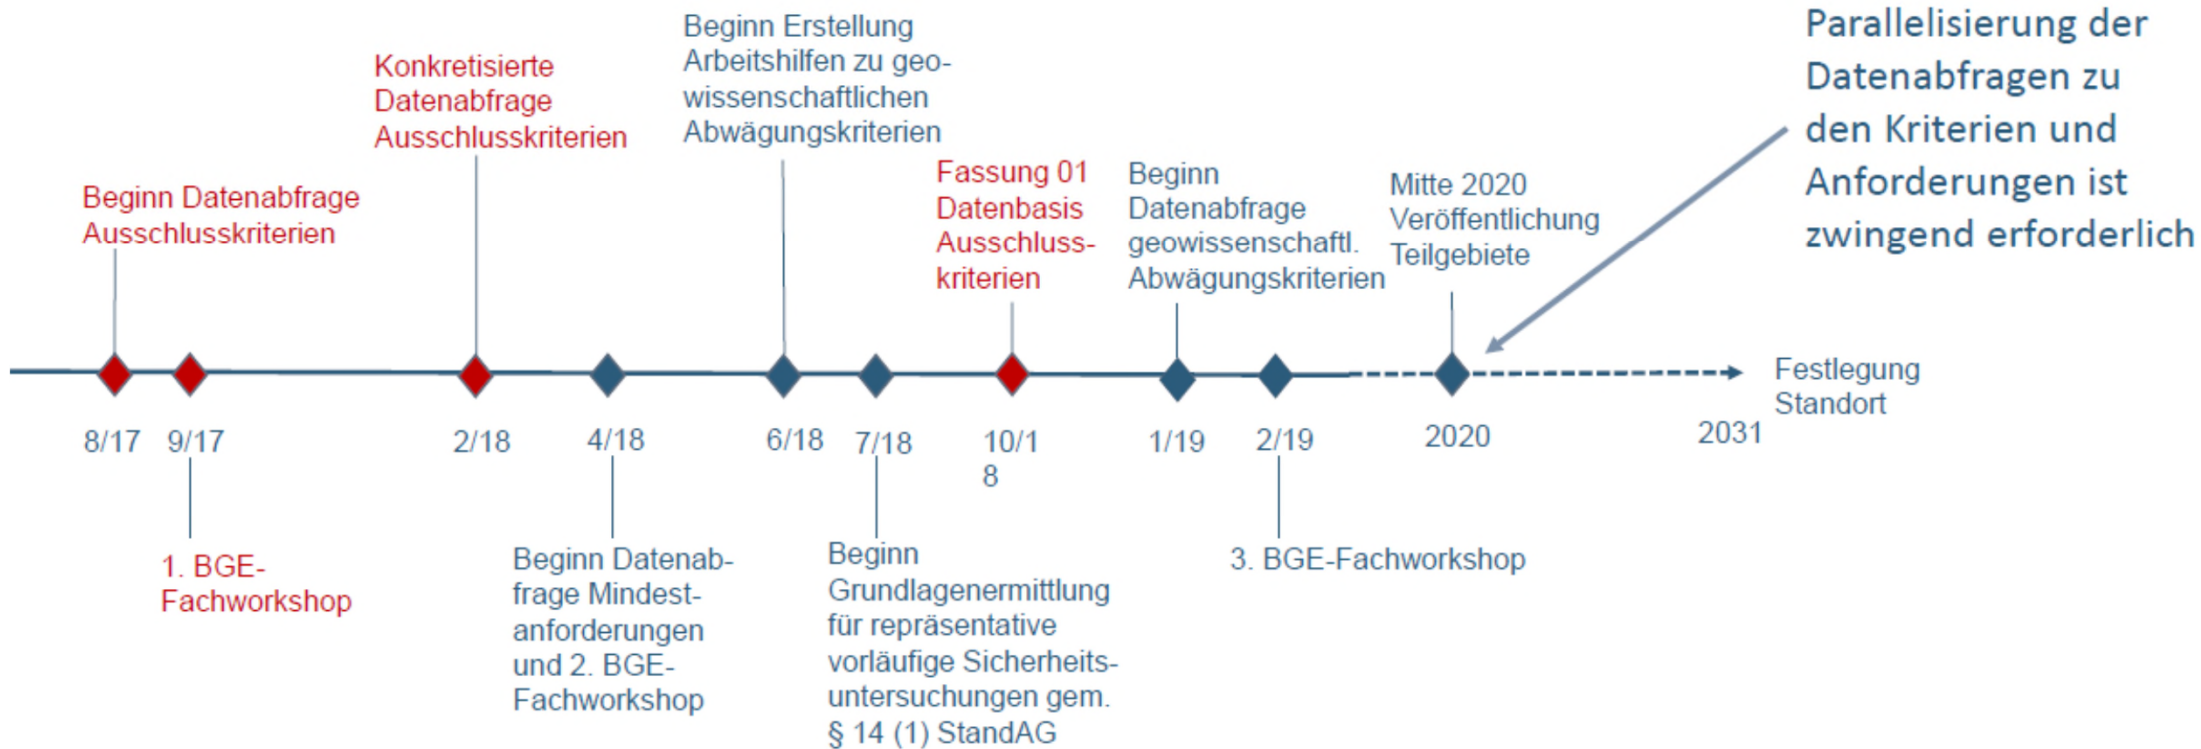 Beginn Datenabfrage
Ausschlusskriterien
Konkretisierte
Datenabfrage
Ausschlusskriterien
Beginn Erstellung
Arbeitshilfen zu geo-
wissenschaftlichen
Abwägungskriterien
Fassung 01
Datenbasis
Ausschluss-
kriterien
Beginn
Datenabfrage
geowissenschaftl.
Abwägungskriterien
Mitte 2020
Veröffentlichung
Teilgebiete
Parallelisierung der
Datenabfragen zu
den Kriterien und
Anforderungen ist
zwingend erforderlich
Festlegung
Standort
8/17
9/17
2/18
4/18
6/18
7/18
10/1
8
1/19
2/19
2020
2031
1. BGE-
Fachworkshop
Beginn Datenab-
frage Mindest-
anforderungen
und 2. BGE-
Fachworkshop
Beginn
Grundlagenermittlung
für repräsentative
vorläufige Sicherheits-
untersuchungen gem.
§ 14 (1) StandAG
3. BGE-Fachworkshop